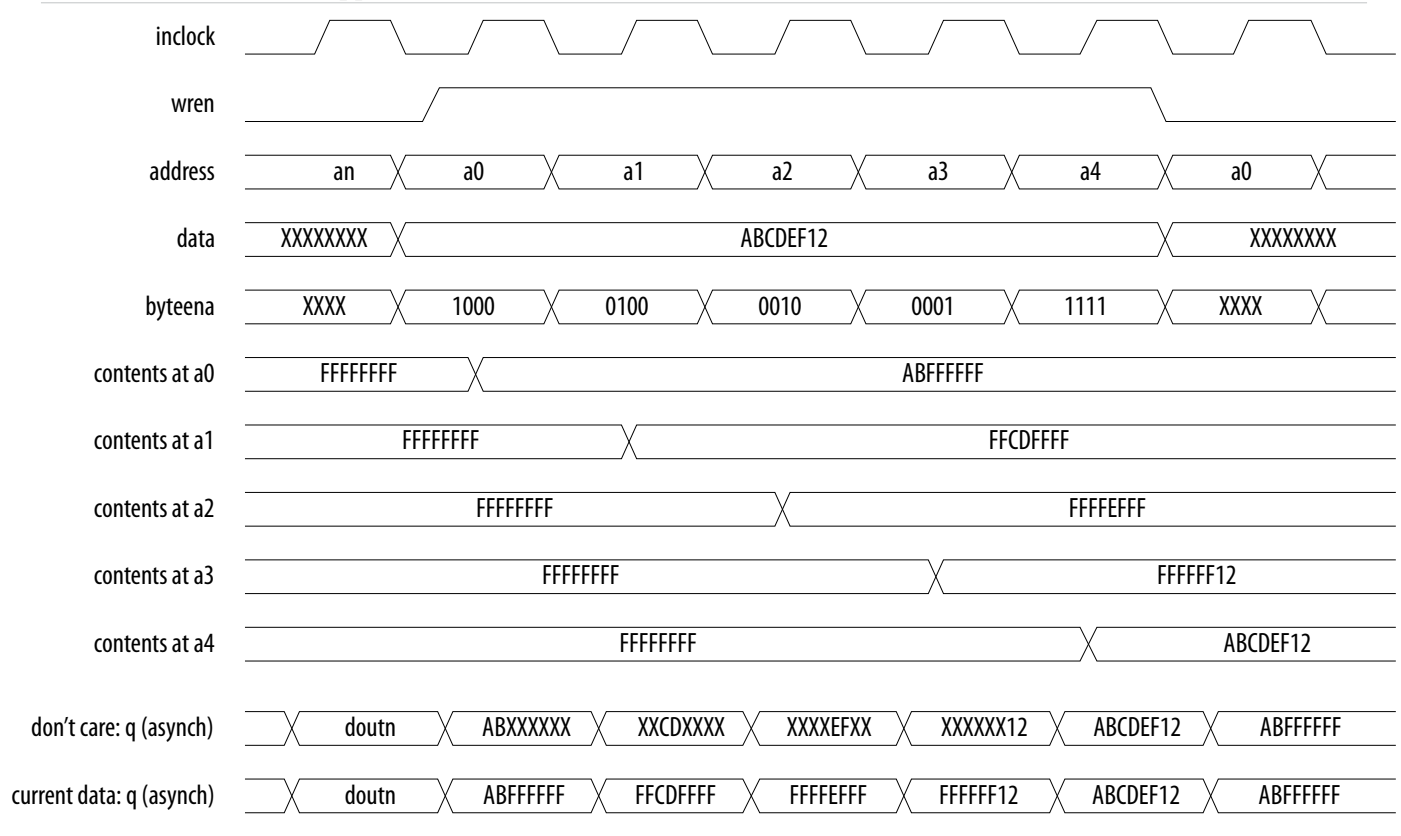 inclock
wren
address an a0 a1 a2 a3 a4 a0
data XXXXXXXX ABCDEF12 XXXXXXXX
byteena XXXX 1000 0100 0010 0001 1111 XXXX
contents at a0 FFFFFFFF ABFFFFFF
contents at a1 FFFFFFFF FFCDFFFF
contents at a2 FFFFFFFF FFFFEFFF
contents at a3 FFFFFFFF FFFFFF12
contents at a4 FFFFFFFF ABCDEF12
don't care: q (asynch) doutn ABXXXXXX XXCDXXXX XXXXEFXX XXXXXX12 ABCDEF12 ABFFFFFF
current data: q (asynch) doutn ABFFFFFF FFCDFFFF FFFFEFFF FFFFFF12 ABCDEF12 ABFFFFFF